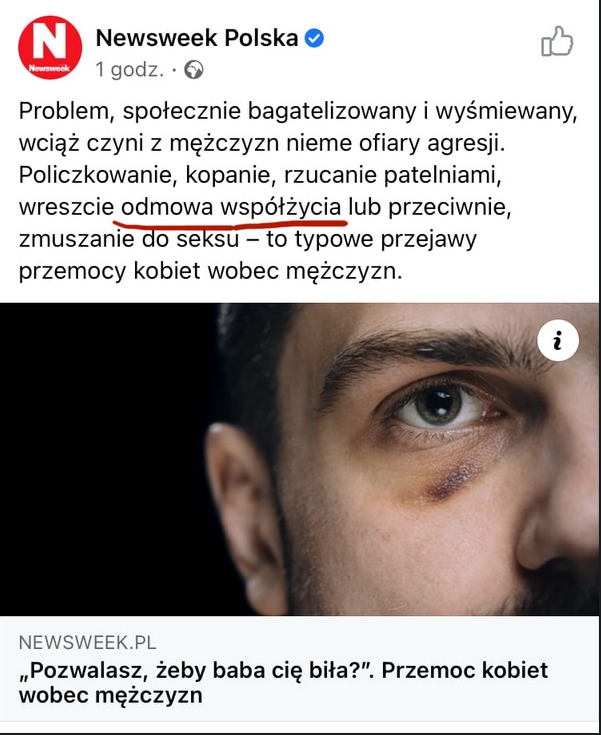 N
Newsweek
Newsweek Polska
1 godz. ·
Problem, społecznie bagatelizowany i wyśmiewany,
wciąż czyni z mężczyzn nieme ofiary agresji.
Policzkowanie, kopanie, rzucanie patelniami,
wreszcie odmowa współżycia lub przeciwnie,
zmuszanie do seksu – to typowe przejawy
przemocy kobiet wobec mężczyzn.
i
NEWSWEEK.PL
„Pozwalasz, żeby baba cię biła?”. Przemoc kobiet
wobec mężczyzn